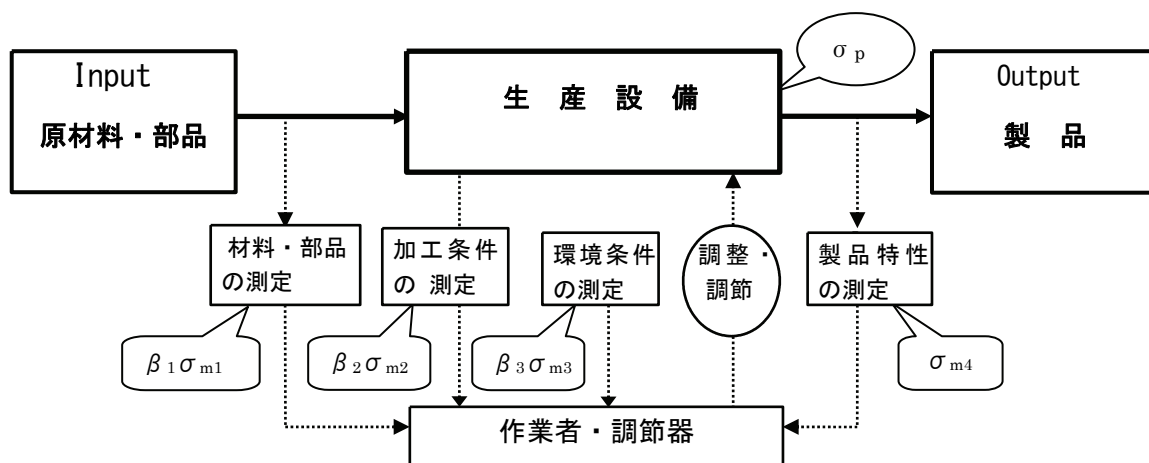 Input
原材料・部品
生 産 設 備
σp
Output
製 品
材料・部品
の測定
加工条件
の 測定
環境条件
の測定
調整・
調節
製品特性
の測定
β1σm1
β2σm2
β3σm3
σm4
作業者・調節器